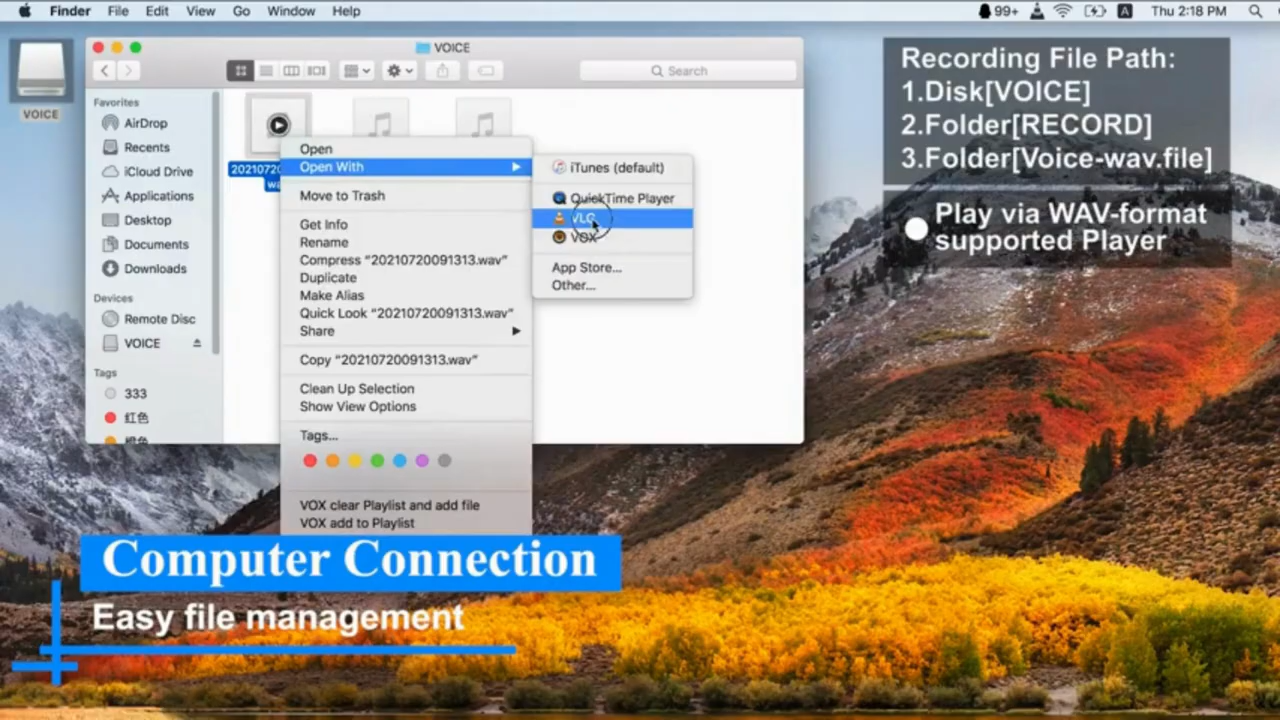 Finder File Edit View Go Window Help
99+ A Thu 2:18 PM
VOICE
VOICE
Search
Favorites
AirDrop
Recents
iCloud Drive
Applications
Desktop
Documents
Downloads
Devices
Remote Disc
VOICE
Tags
333
红色
橙色
2021072
Open
Open With
Move to Trash
Get Info
Rename
Compress “20210720091313.wav”
Duplicate
Make Alias
Quick Look “20210720091313.wav”
Share
Copy “20210720091313.wav”
Clean Up Selection
Show View Options
Tags...
VOX clear Playlist and add file
VOX add to Playlist
iTunes (default)
QuickTime Player
VLC
VOX
App Store...
Other...
Recording File Path:
1.Disk[VOICE]
2.Folder[RECORD]
3.Folder[Voice-wav.file]
Play via WAV-format
supported Player
Computer Connection
Easy file management